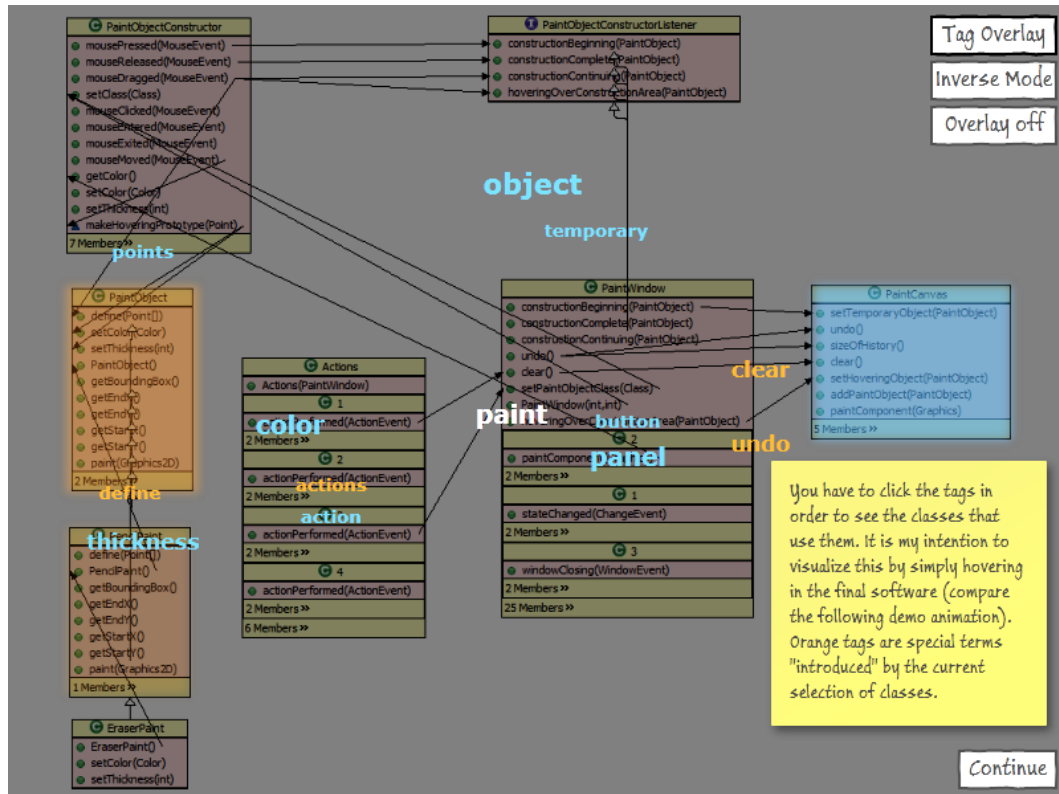 PaintObjectConstructor
mousePressed(MouseEvent)
mouseReleased(MouseEvent)
mouseDragged(MouseEvent)
setClass(Class)
mouseClicked(MouseEvent)
mouseEntered(MouseEvent)
mouseExited(MouseEvent)
mouseMoved(MouseEvent)
getColor()
setColor(Color)
setThickness(int)
makeHoveringPrototype(Point)
7 Members»
PaintObjectConstructorListener
constructionBeginning(PaintObject)
constructionComplete(PaintObject)
constructionContinuing(PaintObject)
hoveringOverConstructionArea(PaintObject)
Tag Overlay
Inverse Mode
Overlay off
object
temporary
points
PaintObject
define(Point[])
setColor(Color)
setThickness(int)
PaintObject()
getBoundingBox()
getEndX()
getEndY()
getStartX()
getStartY()
paint(Graphics2D)
2 Members»
define
thickness
define(Point[])
PencilPaint()
getBoundingBox()
getEndX()
getEndY()
getStartX()
getStartY()
paint(Graphics2D)
1 Members»
EraserPaint
EraserPaint()
setColor(Color)
setThickness(int)
Actions
Actions(PaintWindow)
1
actionPerformed(ActionEvent)
color
2 Members»
2
actionPerformed(ActionEvent)
actions
2 Members»
action
actionPerformed(ActionEvent)
2 Members»
4
actionPerformed(ActionEvent)
2 Members»
6 Members»
PaintWindow
constructionBeginning(PaintObject)
constructionComplete(PaintObject)
constructionContinuing(PaintObject)
undo()
clear()
setPaintObjectClass(Class)
PaintWindow(int,int)
paint
button
panel
2
2 Members»
1
stateChanged(ChangeEvent)
2 Members»
3
windowClosing(WindowEvent)
2 Members»
25 Members»
clear
undo
PaintCanvas
setTemporaryObject(PaintObject)
undo()
sizeOfHistory()
clear()
setHoveringObject(PaintObject)
addPaintObject(PaintObject)
paintComponent(Graphics)
5 Members»
You have to click the tags in
order to see the classes that
use them. It is my intention to
visualize this by simply hovering
in the final software (compare
the following demo animation).
Orange tags are special terms
"introduced" by the current
selection of classes.
Continue